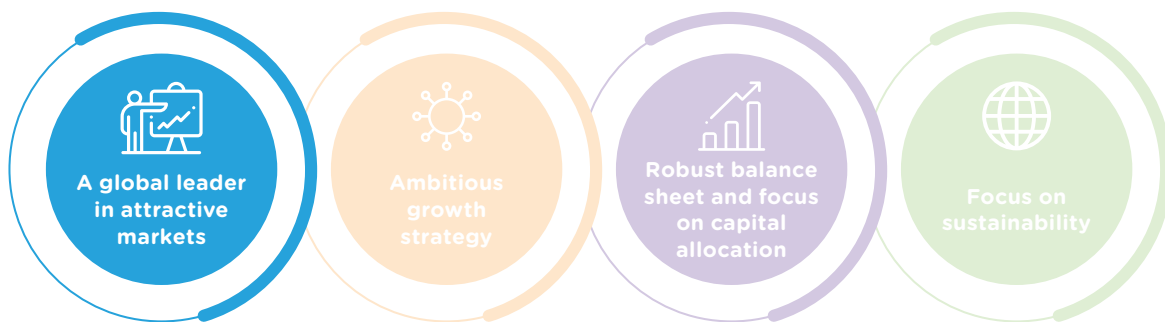 A global leader
in attractive
markets
Ambitious
growth
strategy
Robust balance
sheet and focus
on capital
allocation
Focus on
sustainability